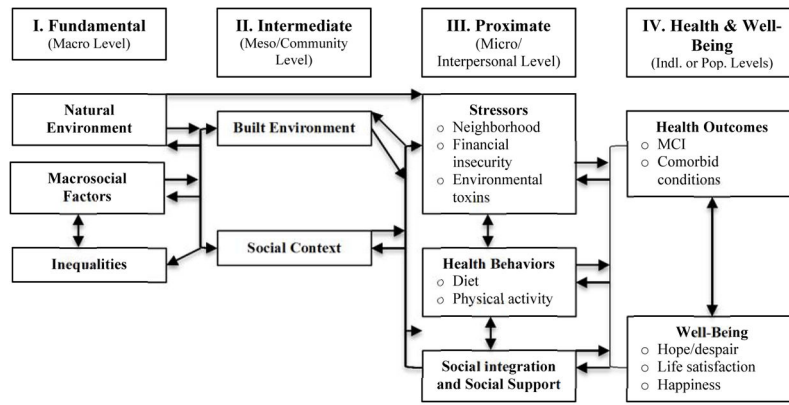 I. Fundamental
(Macro Level)
II. Intermediate
(Meso/Community
Level)
III. Proximate
(Micro/
Interpersonal Level)
IV. Health & Well-
Being
(Indl. or Pop. Levels)
Natural
Environment
Macrosocial
Factors
Inequalities
Built Environment
Social Context
Stressors
○ Neighborhood
○ Financial
insecurity
○ Environmental
toxins
Health Behaviors
○ Diet
○ Physical activity
Social integration
and Social Support
Health Outcomes
○ MCI
○ Comorbid
conditions
Well-Being
○ Hope/despair
○ Life satisfaction
○ Happiness